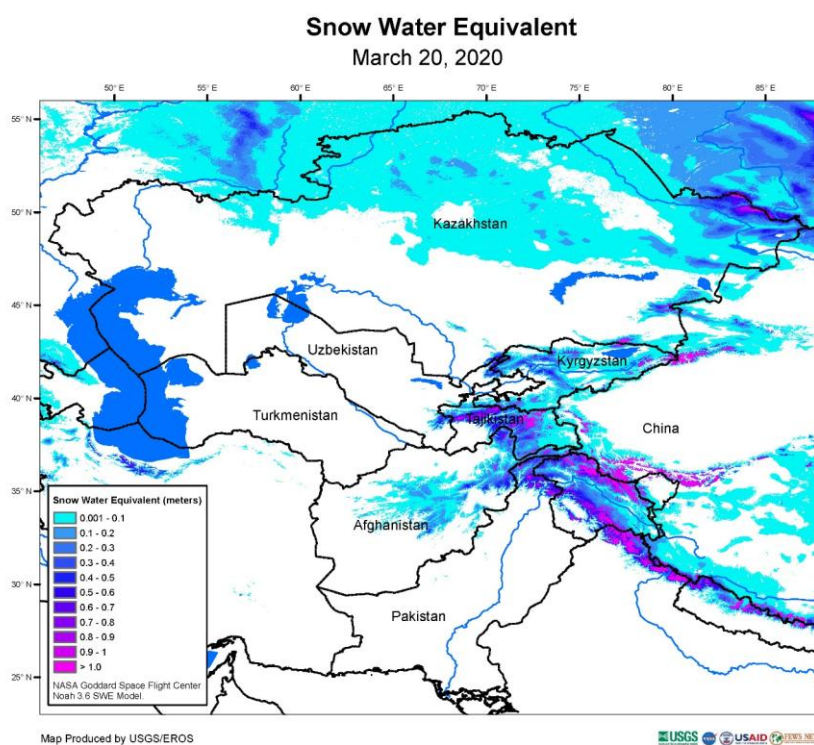 Snow Water Equivalent
March 20, 2020
50° E
55° E
60° E
65° E
70° E
75° E
80° E
85° E
55° N
50° N
45° N
40° N
35° N
30° N
25° N
Kazakhstan
Uzbekistan
Kyrgyzstan
Turkmenistan
Tajikistan
China
Afghanistan
Pakistan
Snow Water Equivalent (meters)
0.001 - 0.1
0.1 - 0.2
0.2 - 0.3
0.3 - 0.4
0.4 - 0.5
0.5 - 0.6
0.6 - 0.7
0.7 - 0.8
0.8 - 0.9
0.9 - 1
> 1.0
NASA Goddard Space Flight Center
Noah 3.6 SWE Model.
Map Produced by USGS/EROS
USGS
USAID
FEWS NET